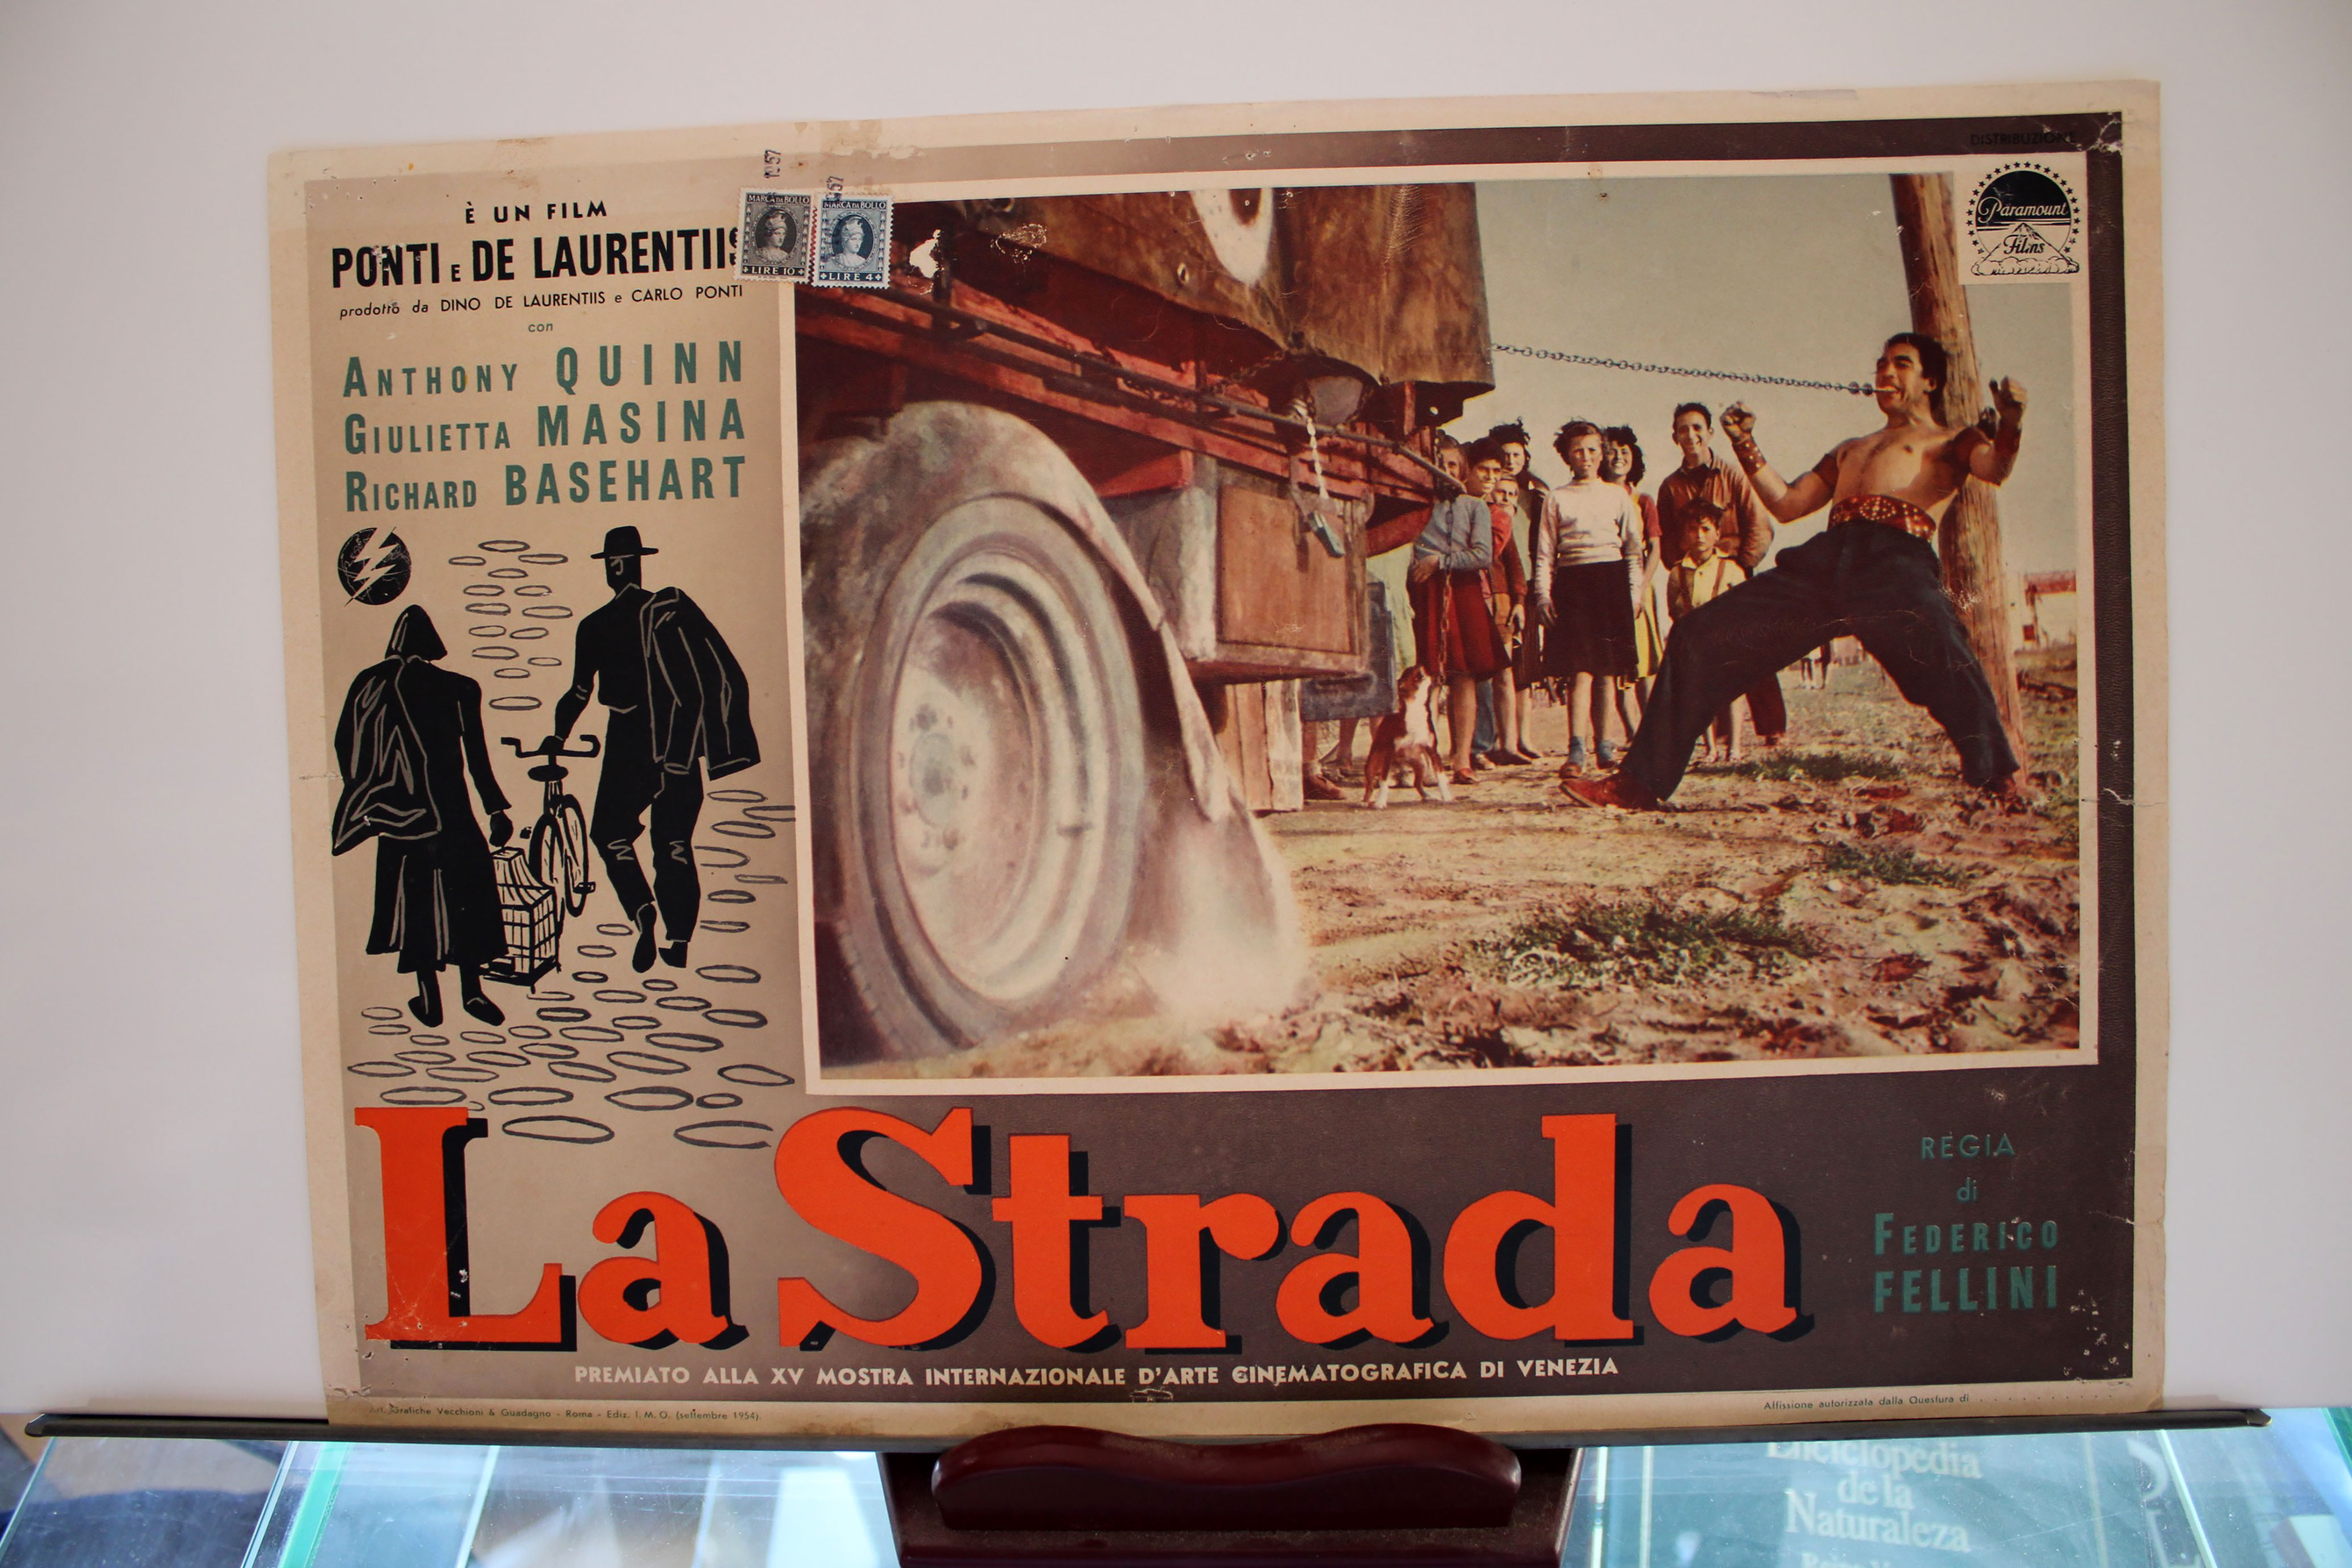 È UN FILM
PONTI E DE LAURENTIIS
prodotto da DINO DE LAURENTIIS e CARLO PONTI
con
ANTHONY QUINN
GIULIETTA MASINA
RICHARD BASEHART
1957
57
MARCA DA BOLLO
LIRE 10
MARCA DA BOLLO
LIRE 4
DISTRIBUZIONE
Paramount
Films
La Strada
REGIA
di
FEDERICO
FELLINI
PREMIATO ALLA XV MOSTRA INTERNAZIONALE D'ARTE CINEMATOGRAFICA DI VENEZIA
Grafiche Vecchioni & Guadagno - Roma - Ediz. I. M. O. (settembre 1954).
Affissione autorizzata dalla Questura di . . . . . . . . . . . .
Enciclopedia
de la
Naturaleza